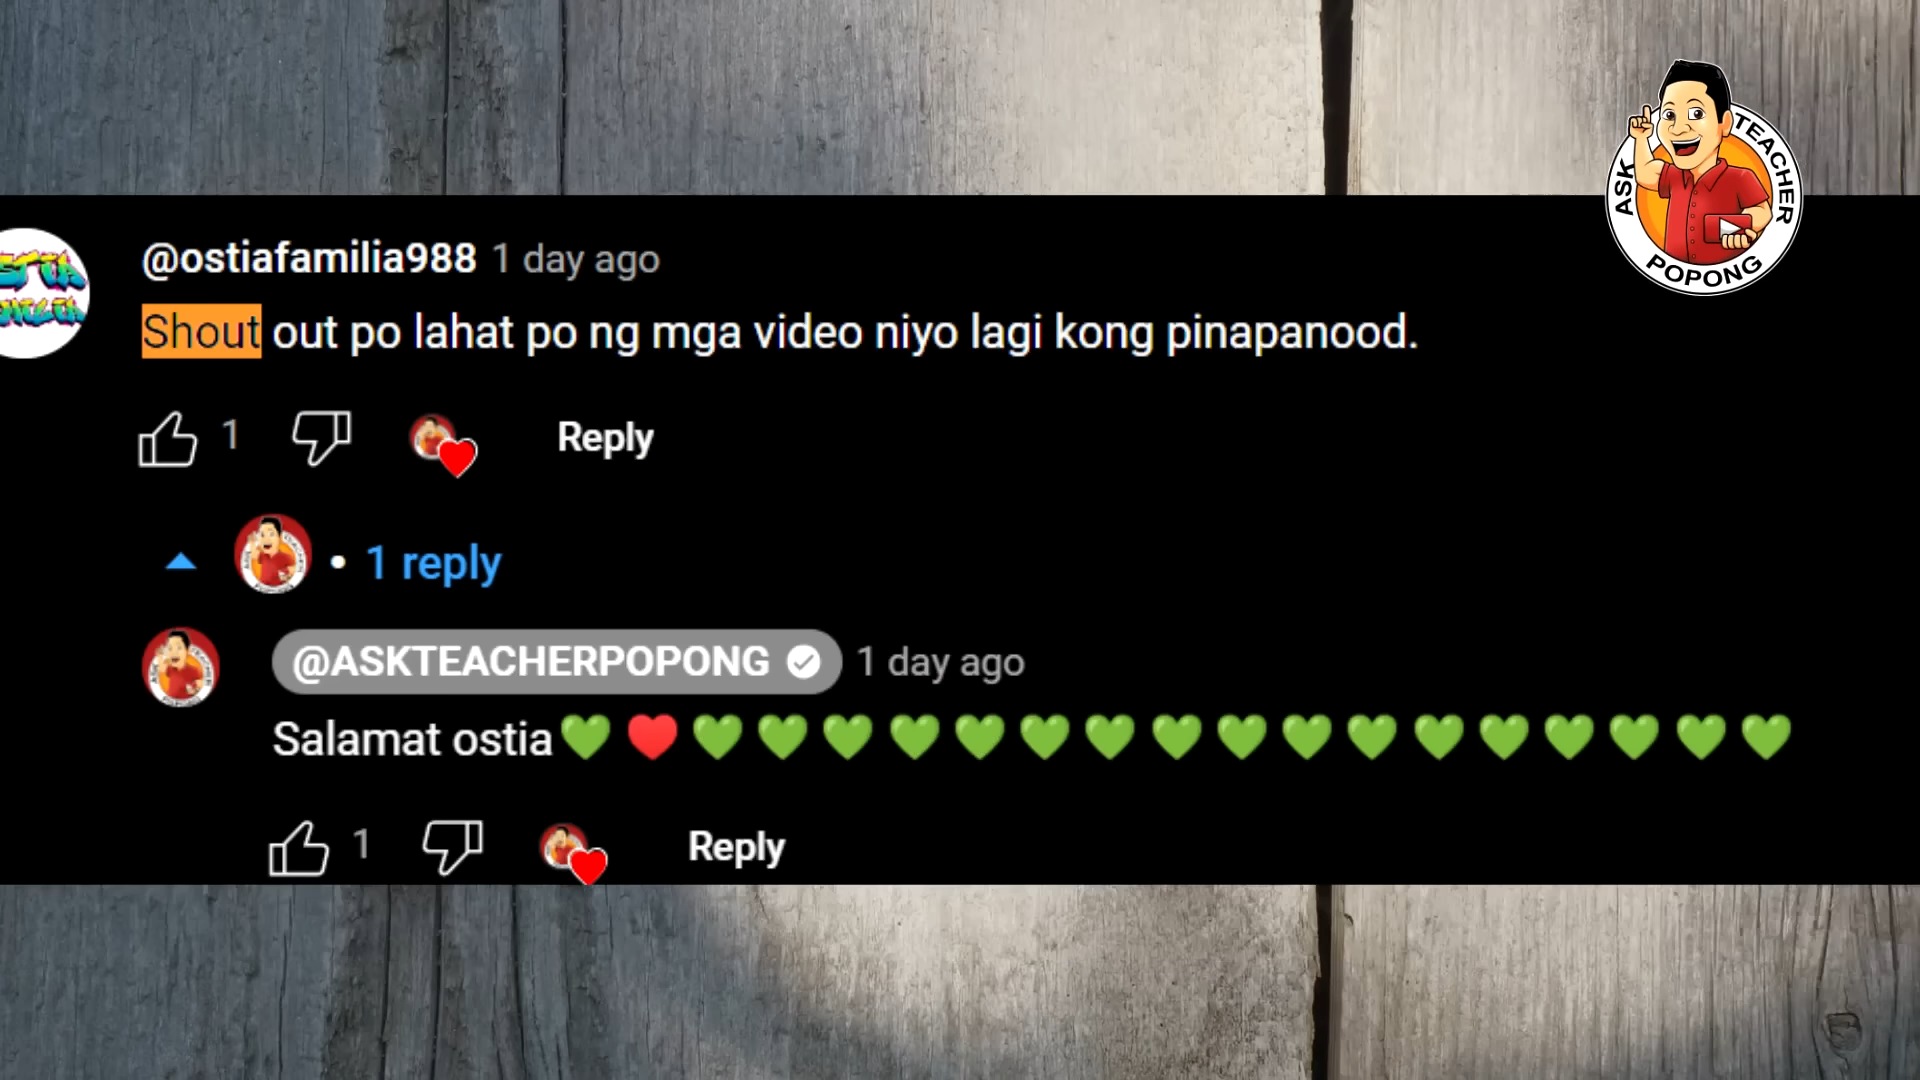 ASK TEACHER POPONG
@ostiafamilia988 1 day ago
Shout out po lahat po ng mga video niyo lagi kong pinapanood.
1 Reply
• 1 reply
@ASKTEACHERPOPONG 1 day ago
Salamat ostia💚❤️💚💚💚💚💚💚💚💚💚💚💚💚💚💚💚💚💚
1 Reply